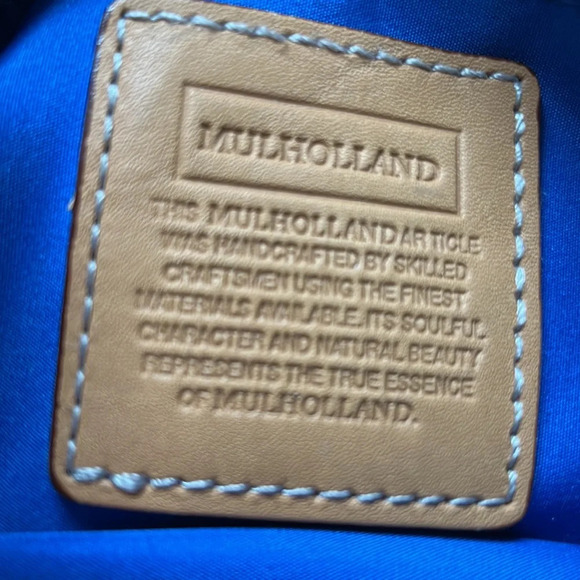 MULHOLLAND
THIS MULHOLLAND ARTICLE
WAS HANDCRAFTED BY SKILLED
CRAFTSMEN USING THE FINEST
MATERIALS AVAILABLE. ITS SOULFUL
CHARACTER AND NATURAL BEAUTY
REPRESENTS THE TRUE ESSENCE
OF MULHOLLAND.